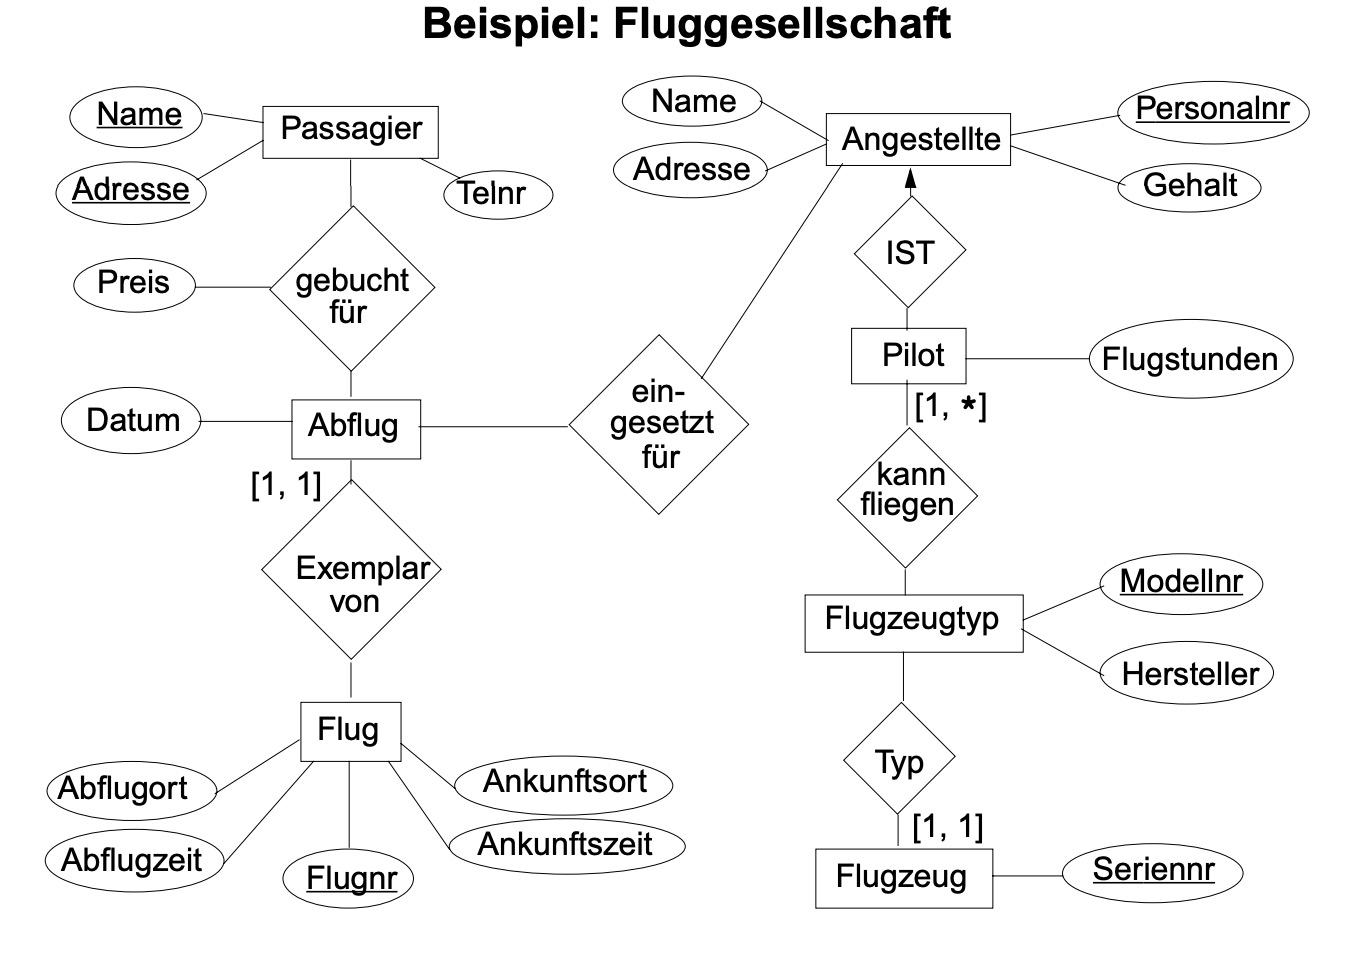 Beispiel: Fluggesellschaft
Name
Passagier
Adresse
Telnr
Preis
gebucht
für
Datum
Abflug
[1, 1]
Exemplar
von
Flug
Abflugort
Abflugzeit
Flugnr
Ankunftsort
Ankunftszeit
ein-
gesetzt
für
Name
Adresse
Angestellte
Personalnr
Gehalt
IST
Pilot
Flugstunden
[1, *]
kann
fliegen
Flugzeugtyp
Modellnr
Hersteller
Typ
[1, 1]
Flugzeug
Seriennr